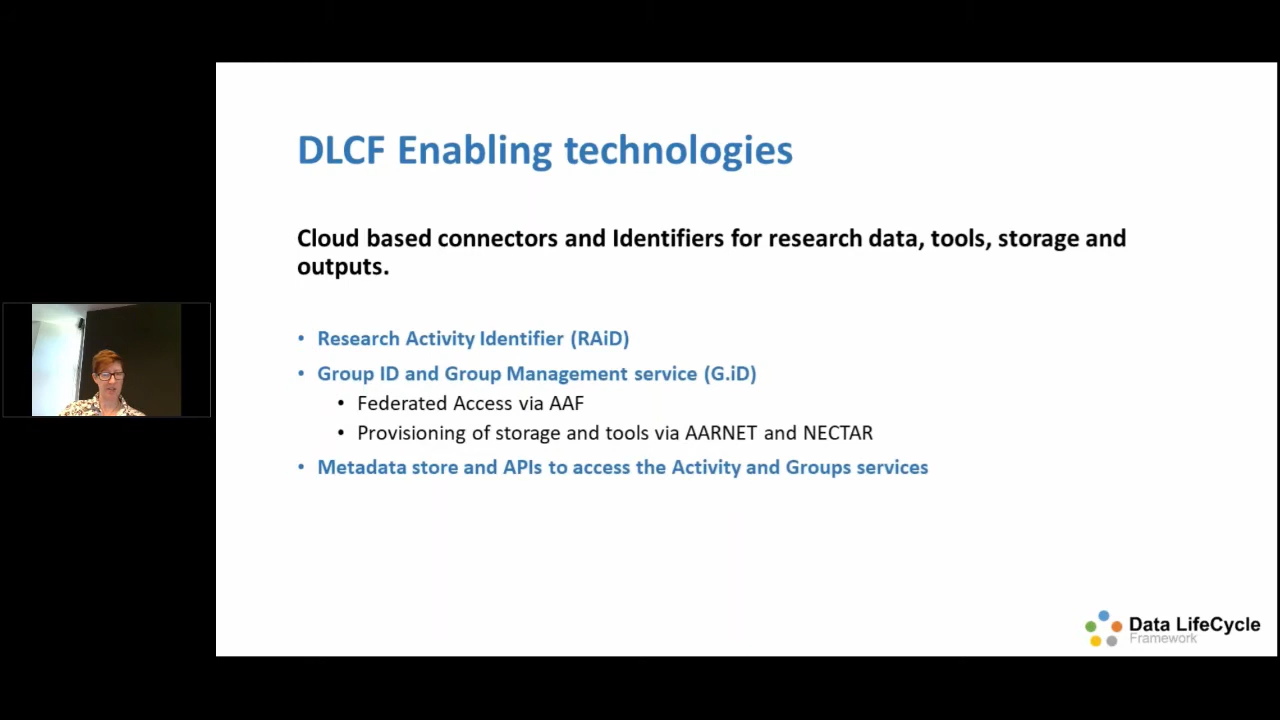 DLCF Enabling technologies
Cloud based connectors and Identifiers for research data, tools, storage and
outputs.
• Research Activity Identifier (RAiD)
• Group ID and Group Management service (G.iD)
• Federated Access via AAF
• Provisioning of storage and tools via AARNET and NECTAR
• Metadata store and APIs to access the Activity and Groups services
Data LifeCycle
Framework